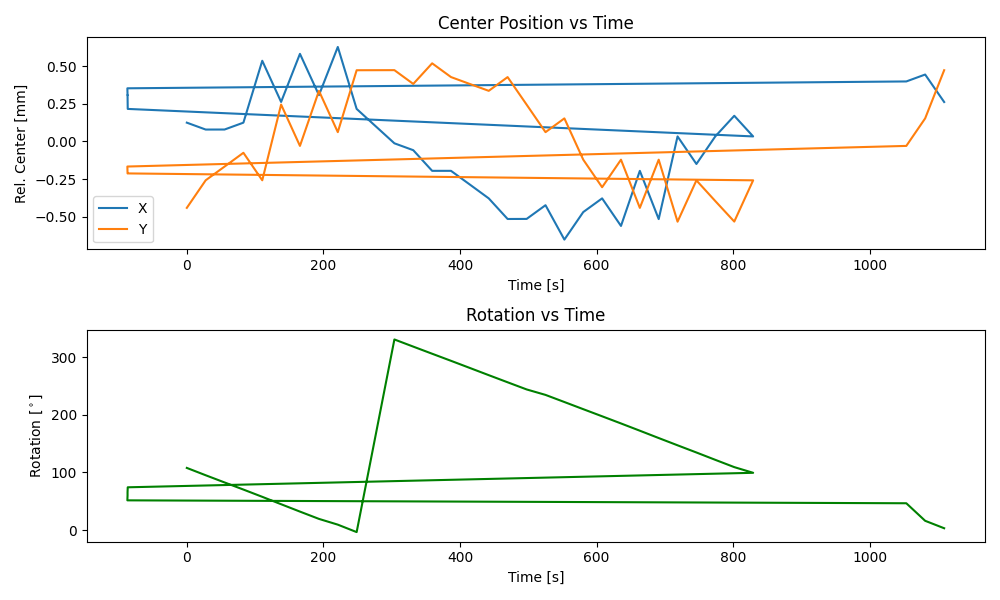 Center Position vs Time
Rel. Center [mm]
0.50
0.25
0.00
−0.25
−0.50
X
Y
0 200 400 600 800 1000
Time [s]
Rotation vs Time
Rotation [°]
300
200
100
0
0 200 400 600 800 1000
Time [s]